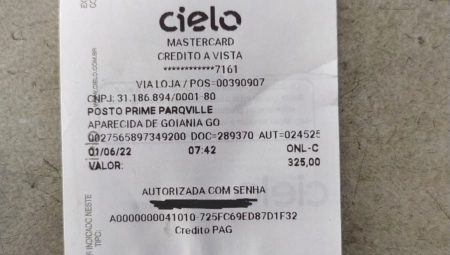 cielo
MASTERCARD
CREDITO A VISTA
************7161
VIA LOJA / POS=00390907
CNPJ: 31.186.894/0001-80
POSTO PRIME PARQVILLE
APARECIDA DE GOIANIA GO
0027565897349200 DOC=289370 AUT=024525
01/06/22 07:42 ONL-C
VALOR: 325,00
AUTORIZADA COM SENHA
A0000000041010-725FC69ED87D1F32
Credito PAG